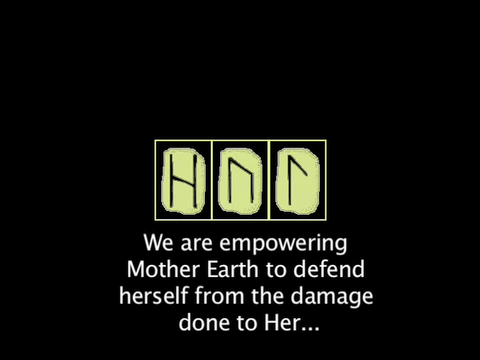 ᚺᚢᛚ
We are empowering
Mother Earth to defend
herself from the damage
done to Her...